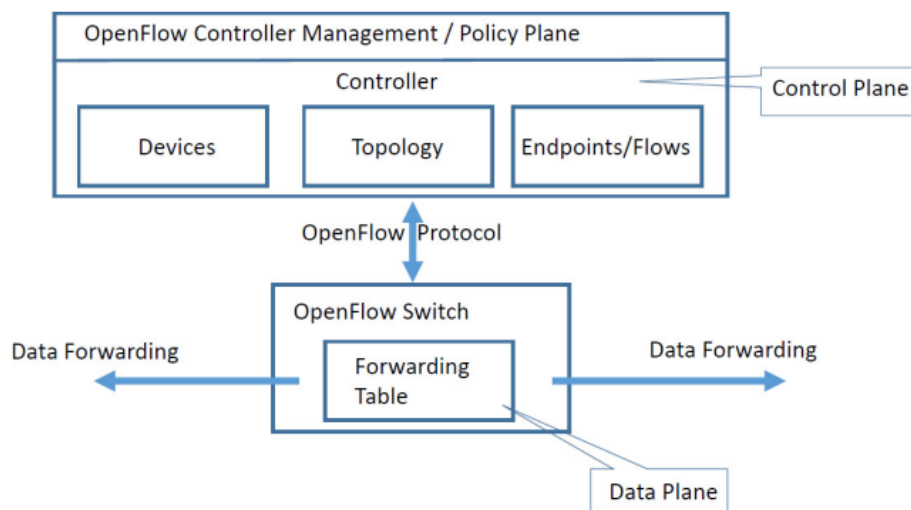 OpenFlow Controller Management / Policy Plane
Controller
Control Plane
Devices
Topology
Endpoints/Flows
OpenFlow Protocol
OpenFlow Switch
Data Forwarding
Data Forwarding
Forwarding
Table
Data Plane